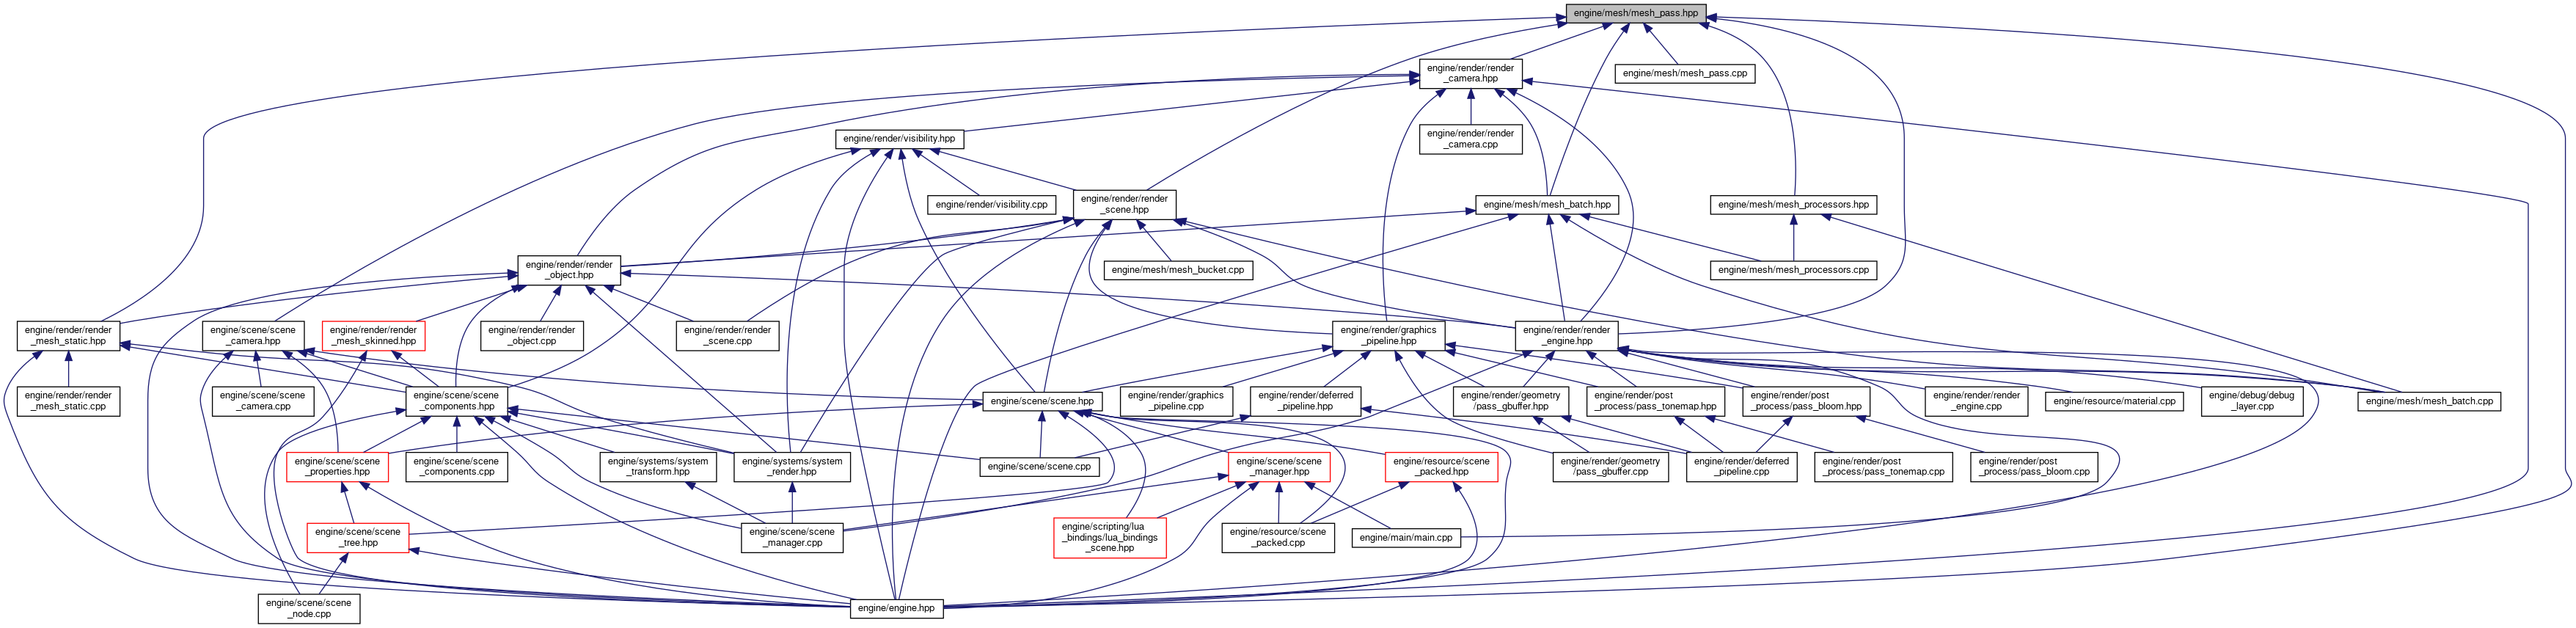 engine/mesh/mesh_pass.hpp
engine/render/render
_camera.hpp
engine/mesh/mesh_pass.cpp
engine/render/visibility.hpp
engine/render/render
_camera.cpp
engine/render/visibility.cpp
engine/render/render
_scene.hpp
engine/mesh/mesh_batch.hpp
engine/mesh/mesh_processors.hpp
engine/render/render
_object.hpp
engine/mesh/mesh_bucket.cpp
engine/mesh/mesh_processors.cpp
engine/render/render
_mesh_static.hpp
engine/scene/scene
_camera.hpp
engine/render/render
_mesh_skinned.hpp
engine/render/render
_object.cpp
engine/render/render
_scene.cpp
engine/render/graphics
_pipeline.hpp
engine/render/render
_engine.hpp
engine/render/render
_mesh_static.cpp
engine/scene/scene
_camera.cpp
engine/scene/scene
_components.hpp
engine/scene/scene.hpp
engine/render/graphics
_pipeline.cpp
engine/render/deferred
_pipeline.hpp
engine/render/geometry
/pass_gbuffer.hpp
engine/render/post
_process/pass_tonemap.hpp
engine/render/post
_process/pass_bloom.hpp
engine/render/render
_engine.cpp
engine/resource/material.cpp
engine/debug/debug
_layer.cpp
engine/mesh/mesh_batch.cpp
engine/scene/scene
_properties.hpp
engine/scene/scene
_components.cpp
engine/systems/system
_transform.hpp
engine/systems/system
_render.hpp
engine/scene/scene.cpp
engine/scene/scene
_manager.hpp
engine/resource/scene
_packed.hpp
engine/render/geometry
/pass_gbuffer.cpp
engine/render/deferred
_pipeline.cpp
engine/render/post
_process/pass_tonemap.cpp
engine/render/post
_process/pass_bloom.cpp
engine/scene/scene
_tree.hpp
engine/scene/scene
_manager.cpp
engine/scripting/lua
_bindings/lua_bindings
_scene.hpp
engine/resource/scene
_packed.cpp
engine/main/main.cpp
engine/scene/scene
_node.cpp
engine/engine.hpp